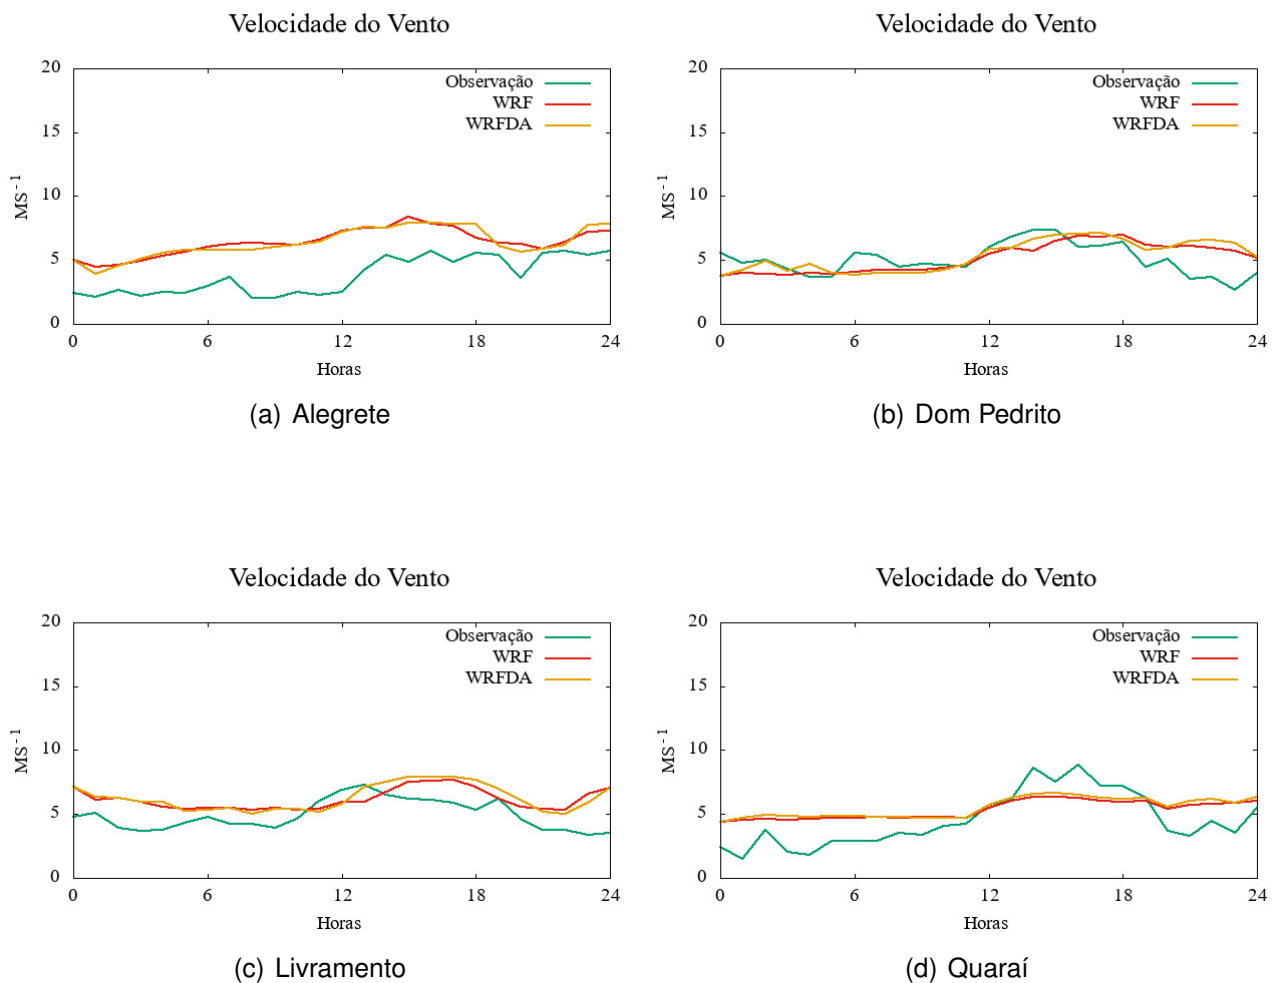 Velocidade do Vento
20
15
10
5
0
MS⁻¹
Observação
WRF
WRFDA
0 6 12 18 24
Horas
(a) Alegrete
Velocidade do Vento
20
15
10
5
0
MS⁻¹
Observação
WRF
WRFDA
0 6 12 18 24
Horas
(b) Dom Pedrito
Velocidade do Vento
20
15
10
5
0
MS⁻¹
Observação
WRF
WRFDA
0 6 12 18 24
Horas
(c) Livramento
Velocidade do Vento
20
15
10
5
0
MS⁻¹
Observação
WRF
WRFDA
0 6 12 18 24
Horas
(d) Quaraí